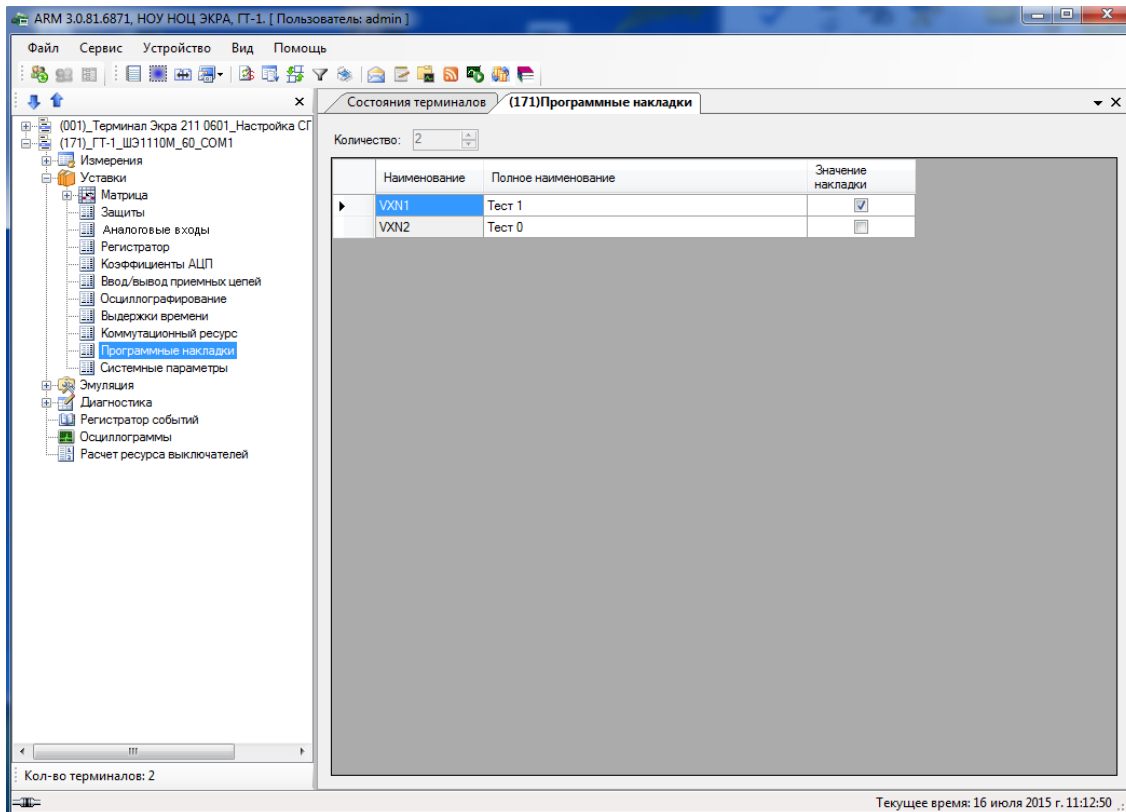 ARM 3.0.81.6871, НОУ НОЦ ЭКРА, ГТ-1. [ Пользователь: admin ]
Файл Сервис Устройство Вид Помощь
(001)_Терминал Экра 211 0601_Настройка СГ
(171)_ГТ-1_ШЭ1110М_60_COM1
Измерения
Уставки
Матрица
Защиты
Аналоговые входы
Регистратор
Коэффициенты АЦП
Ввод/вывод приемных цепей
Осциллографирование
Выдержки времени
Коммутационный ресурс
Программные накладки
Системные параметры
Эмуляция
Диагностика
Регистратор событий
Осциллограммы
Расчет ресурса выключателей
Кол-во терминалов: 2
Состояния терминалов (171)Программные накладки
Количество: 2
Наименование Полное наименование Значение накладки
VXN1 Тест 1
VXN2 Тест 0
Текущее время: 16 июля 2015 г. 11:12:50